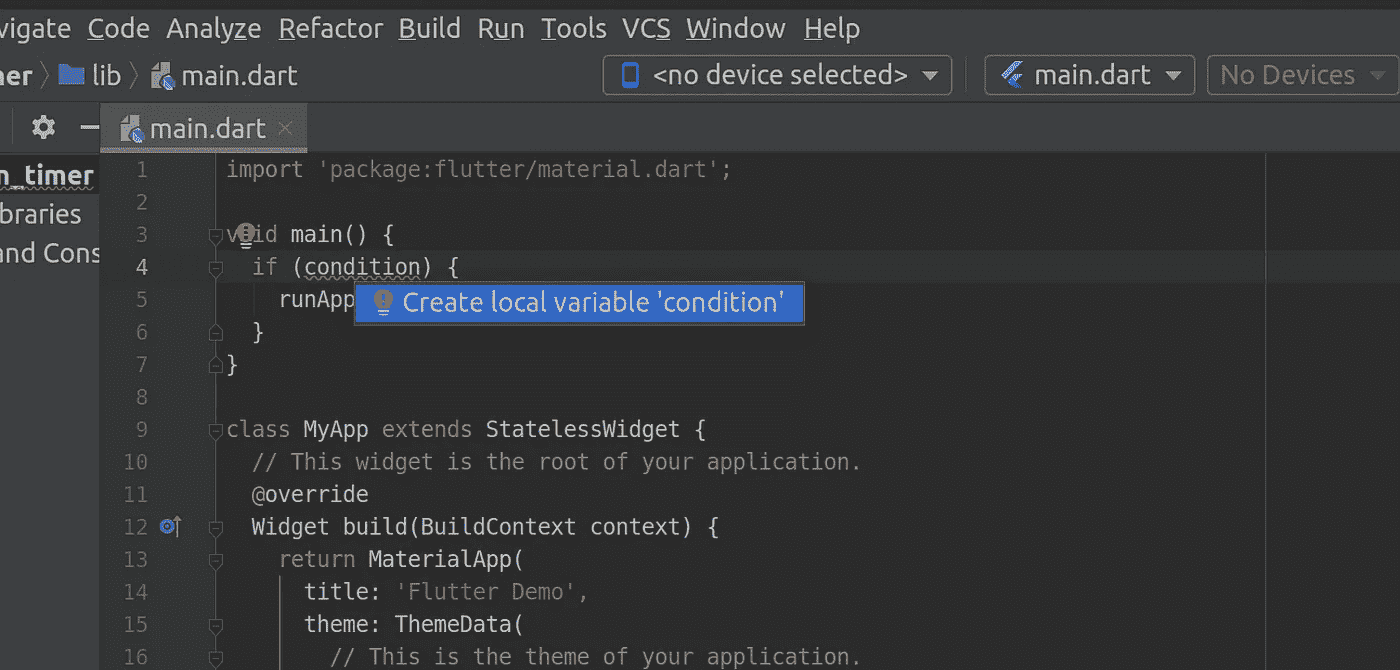 vigate Code Analyze Refactor Build Run Tools VCS Window Help
ner lib main.dart <no device selected> main.dart No Devices
main.dart
n_timer
braries
and Cons
1 import 'package:flutter/material.dart';
2
3 void main() {
4 if (condition) {
5 runApp
Create local variable 'condition'
6 }
7 }
8
9 class MyApp extends StatelessWidget {
10 // This widget is the root of your application.
11 @override
12 Widget build(BuildContext context) {
13 return MaterialApp(
14 title: 'Flutter Demo',
15 theme: ThemeData(
16 // This is the theme of your application.